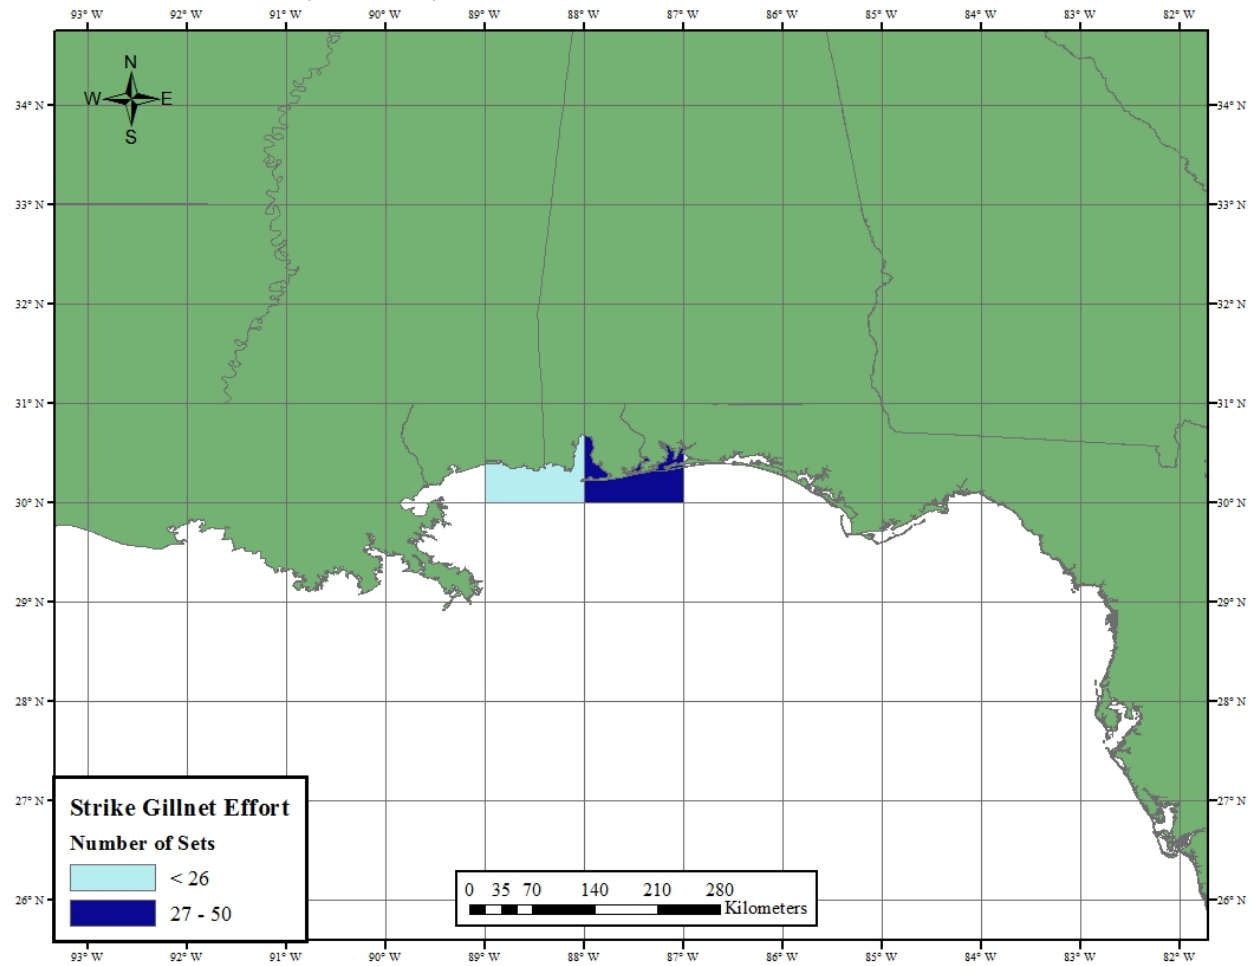 93° W 92° W 91° W 90° W 89° W 88° W 87° W 86° W 85° W 84° W 83° W 82° W
N
W E
S
34° N 34° N
33° N 33° N
32° N 32° N
31° N 31° N
30° N 30° N
29° N 29° N
28° N 28° N
27° N 27° N
26° N 26° N
Strike Gillnet Effort
Number of Sets
< 26
27 - 50
0 35 70 140 210 280
Kilometers
93° W 92° W 91° W 90° W 89° W 88° W 87° W 86° W 85° W 84° W 83° W 82° W